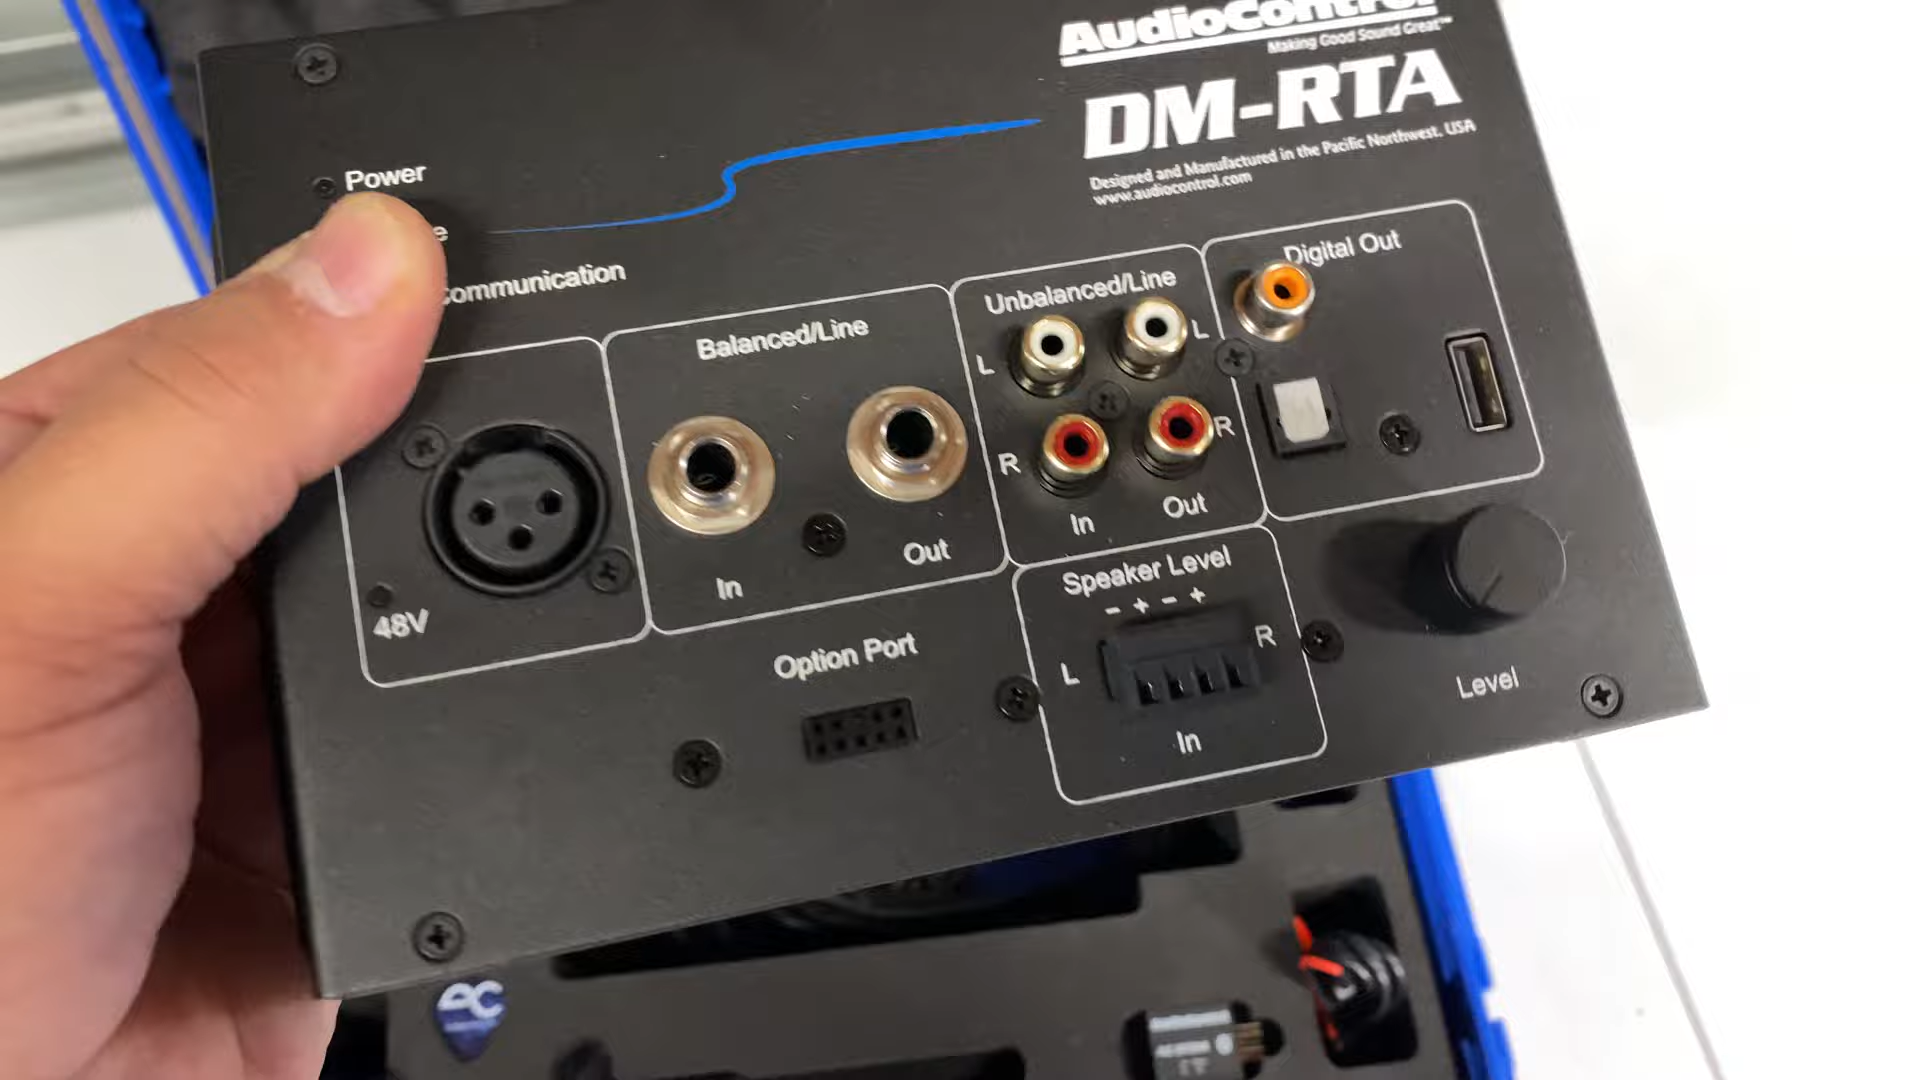 AudioControl
Making Good Sound Great™
DM-RTA
Designed and Manufactured in the Pacific Northwest, USA
www.audiocontrol.com
Power
e
Communication
Digital Out
Unbalanced/Line
L
L
R
R
In
Out
Balanced/Line
In
Out
48V
Option Port
Speaker Level
- + - +
L
R
In
Level
AC